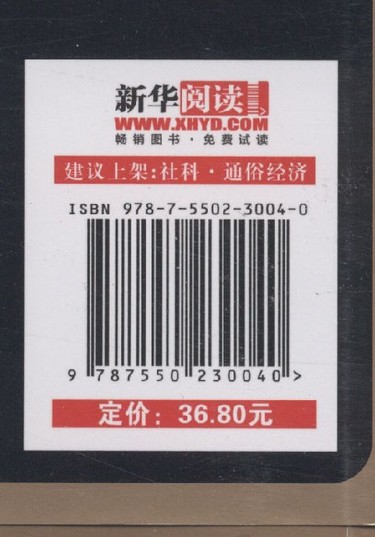 新华阅读
WWW.XHYD.COM
畅销图书·免费试读
建议上架:社科·通俗经济
ISBN 978-7-5502-3004-0
9 787550 230040 >
定价：36.80元